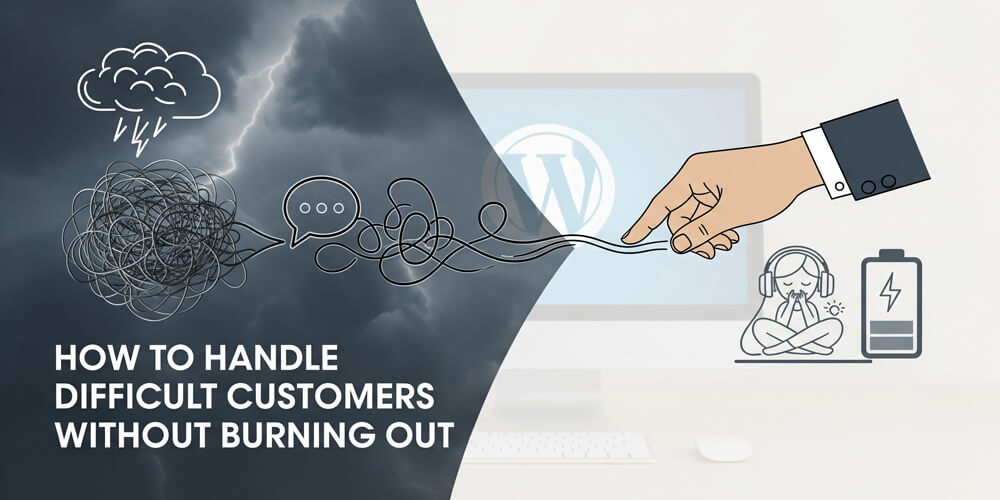 HOW TO HANDLE
DIFFICULT CUSTOMERS
WITHOUT BURNING OUT